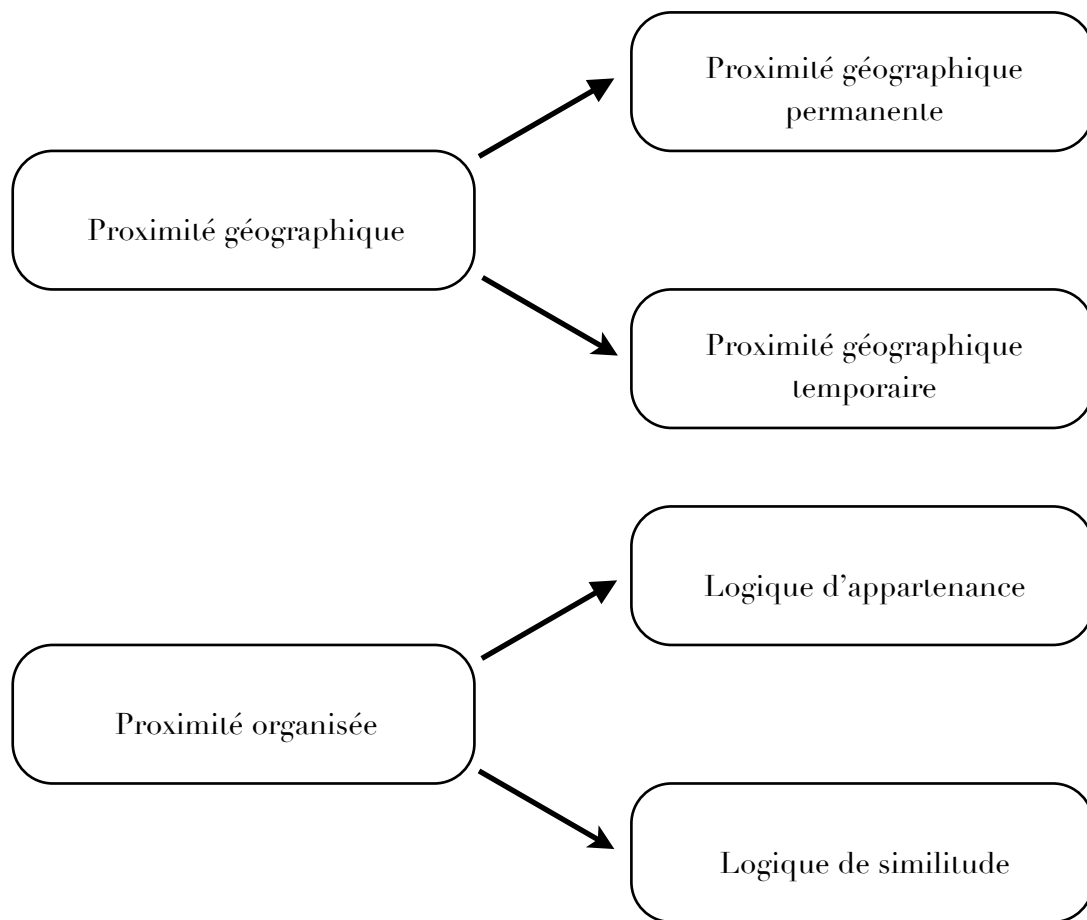 Proximité géographique
permanente
Proximité géographique
Proximité géographique
temporaire
Logique d’appartenance
Proximité organisée
Logique de similitude